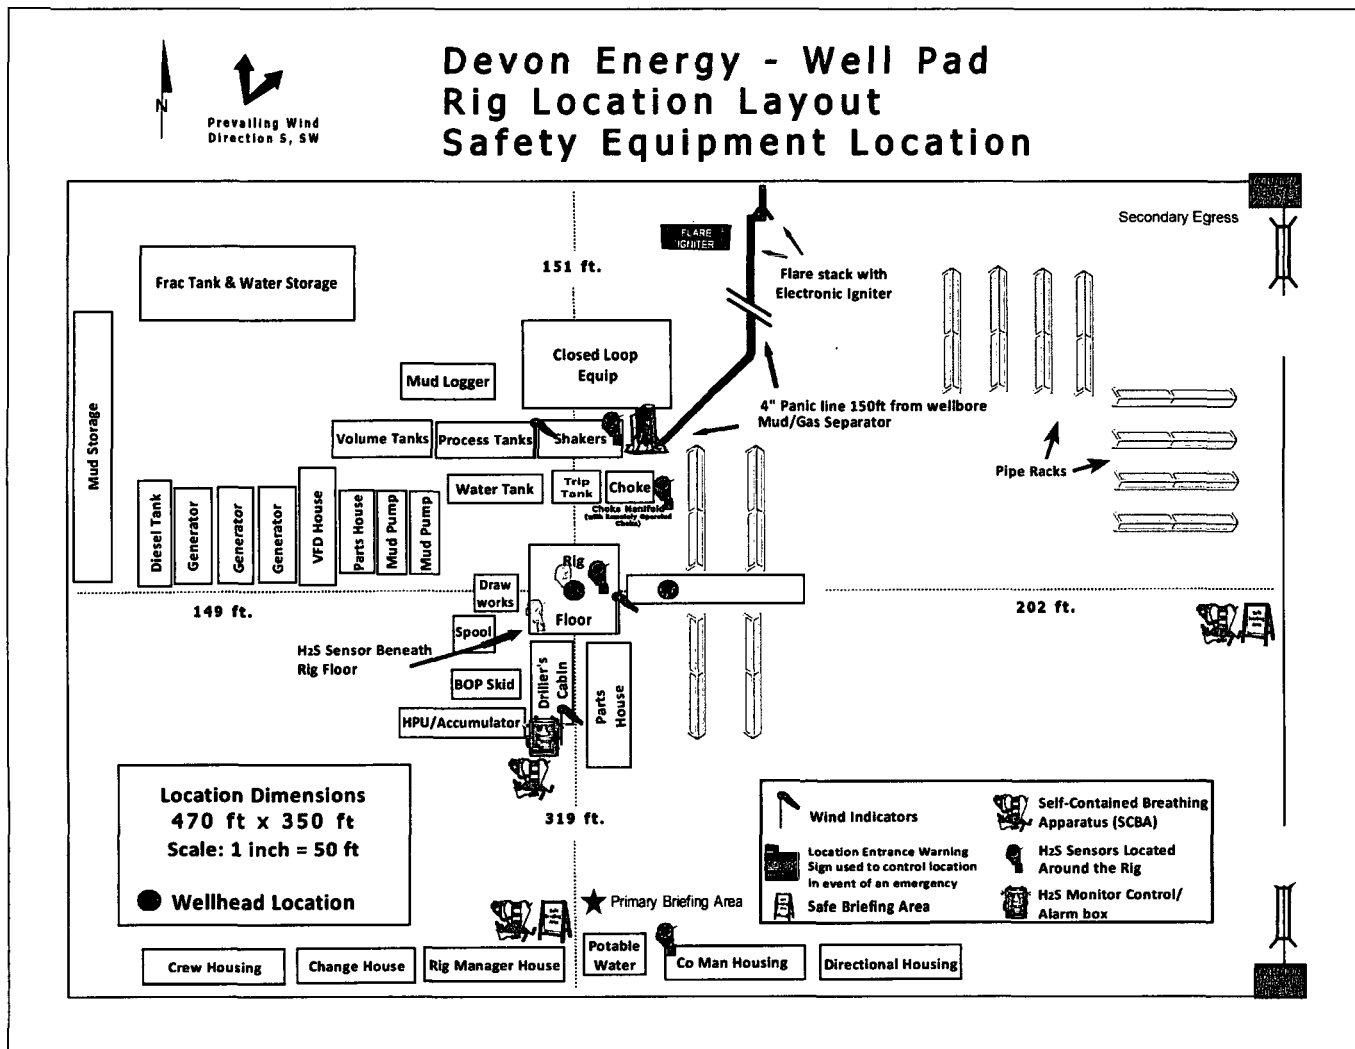 Devon Energy - Well Pad
Rig Location Layout
Safety Equipment Location
N
Prevailing Wind
Direction S, SW
Secondary Egress
FLARE
IGNITER
151 ft.
Flare stack with
Electronic Igniter
Frac Tank & Water Storage
Closed Loop
Equip
Mud Logger
4" Panic line 150ft from wellbore
Mud/Gas Separator
Mud Storage
Volume Tanks
Process Tanks
Shakers
Pipe Racks
Water Tank
Trip
Tank
Choke
Choke Manifold
(with Remotely Operated
Choke)
Diesel Tank
Generator
Generator
Generator
VFD House
Parts House
Mud Pump
Mud Pump
Rig
Floor
Draw
works
149 ft.
202 ft.
Spool
H2S Sensor Beneath
Rig Floor
BOP Skid
Driller's
Cabin
Parts
House
HPU/Accumulator
Location Dimensions
470 ft x 350 ft
Scale: 1 inch = 50 ft
Wellhead Location
319 ft.
Wind Indicators
Location Entrance Warning
Sign used to control location
in event of an emergency
Safe Briefing Area
Self-Contained Breathing
Apparatus (SCBA)
H2S Sensors Located
Around the Rig
H2S Monitor Control/
Alarm box
Primary Briefing Area
Crew Housing
Change House
Rig Manager House
Potable
Water
Co Man Housing
Directional Housing